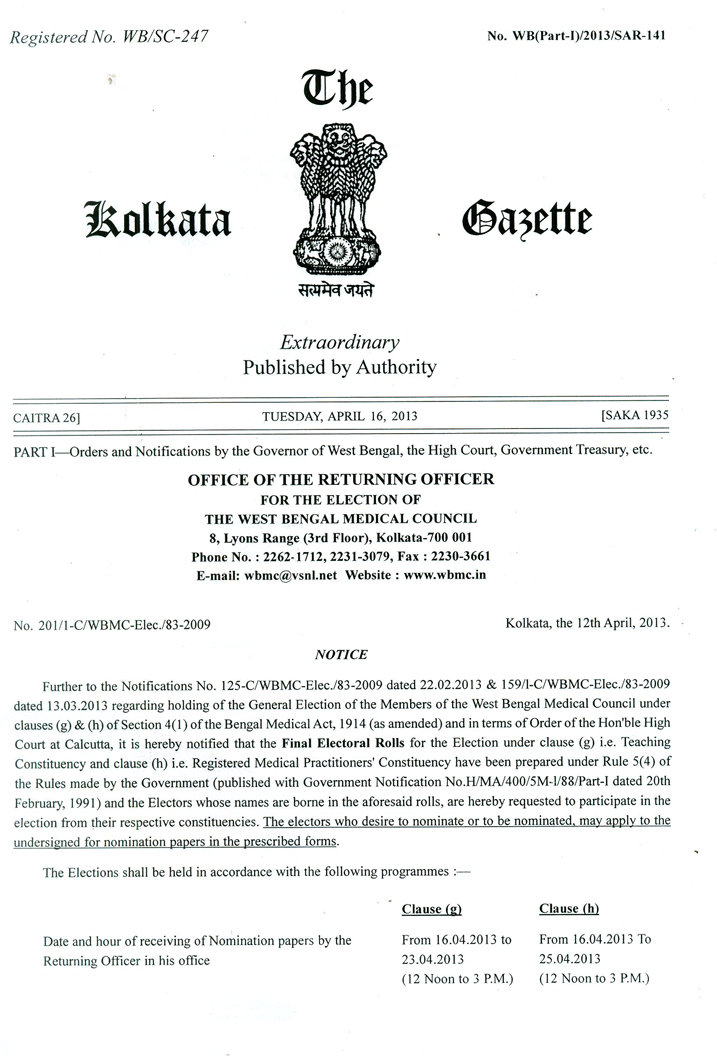 Registered No. WB/SC-247
No. WB(Part-I)/2013/SAR-141
The
Kolkata Gazette
सत्यमेव जयते
Extraordinary
Published by Authority
CAITRA 26] TUESDAY, APRIL 16, 2013 [SAKA 1935
PART I—Orders and Notifications by the Governor of West Bengal, the High Court, Government Treasury, etc.
OFFICE OF THE RETURNING OFFICER
FOR THE ELECTION OF
THE WEST BENGAL MEDICAL COUNCIL
8, Lyons Range (3rd Floor), Kolkata-700 001
Phone No. : 2262-1712, 2231-3079, Fax : 2230-3661
E-mail: wbmc@vsnl.net Website : www.wbmc.in
No. 201/1-C/WBMC-Elec./83-2009 Kolkata, the 12th April, 2013.
NOTICE
Further to the Notifications No. 125-C/WBMC-Elec./83-2009 dated 22.02.2013 & 159/l-C/WBMC-Elec./83-2009
dated 13.03.2013 regarding holding of the General Election of the Members of the West Bengal Medical Council under
clauses (g) & (h) of Section 4(1) of the Bengal Medical Act, 1914 (as amended) and in terms of Order of the Hon'ble High
Court at Calcutta, it is hereby notified that the Final Electoral Rolls for the Election under clause (g) i.e. Teaching
Constituency and clause (h) i.e. Registered Medical Practitioners' Constituency have been prepared under Rule 5(4) of
the Rules made by the Government (published with Government Notification No.H/MA/400/5M-l/88/Part-I dated 20th
February, 1991) and the Electors whose names are borne in the aforesaid rolls, are hereby requested to participate in the
election from their respective constituencies. The electors who desire to nominate or to be nominated, may apply to the
undersigned for nomination papers in the prescribed forms.
The Elections shall be held in accordance with the following programmes :—
Clause (g) Clause (h)
Date and hour of receiving of Nomination papers by the From 16.04.2013 to From 16.04.2013 To
Returning Officer in his office 23.04.2013 25.04.2013
(12 Noon to 3 P.M.) (12 Noon to 3 P.M.)